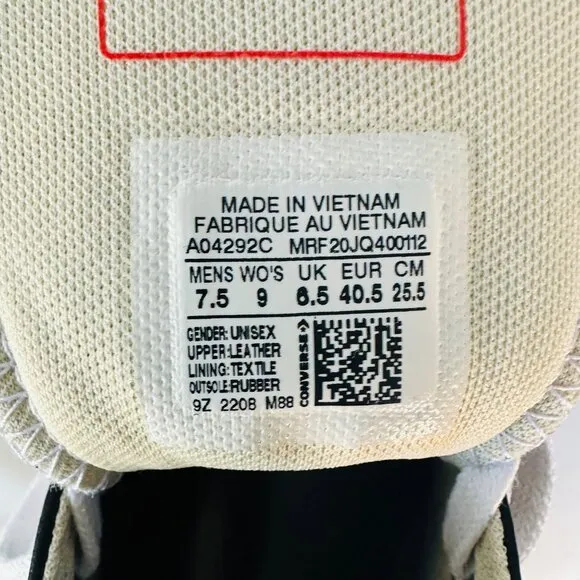 MADE IN VIETNAM
FABRIQUE AU VIETNAM
A04292C MRF20JQ400112
MENS WO'S UK EUR CM
7.5 9 6.5 40.5 25.5
GENDER:UNISEX
UPPER:LEATHER
LINING:TEXTILE
OUTSOLE:RUBBER
9Z 2208 M88
CONVERSE